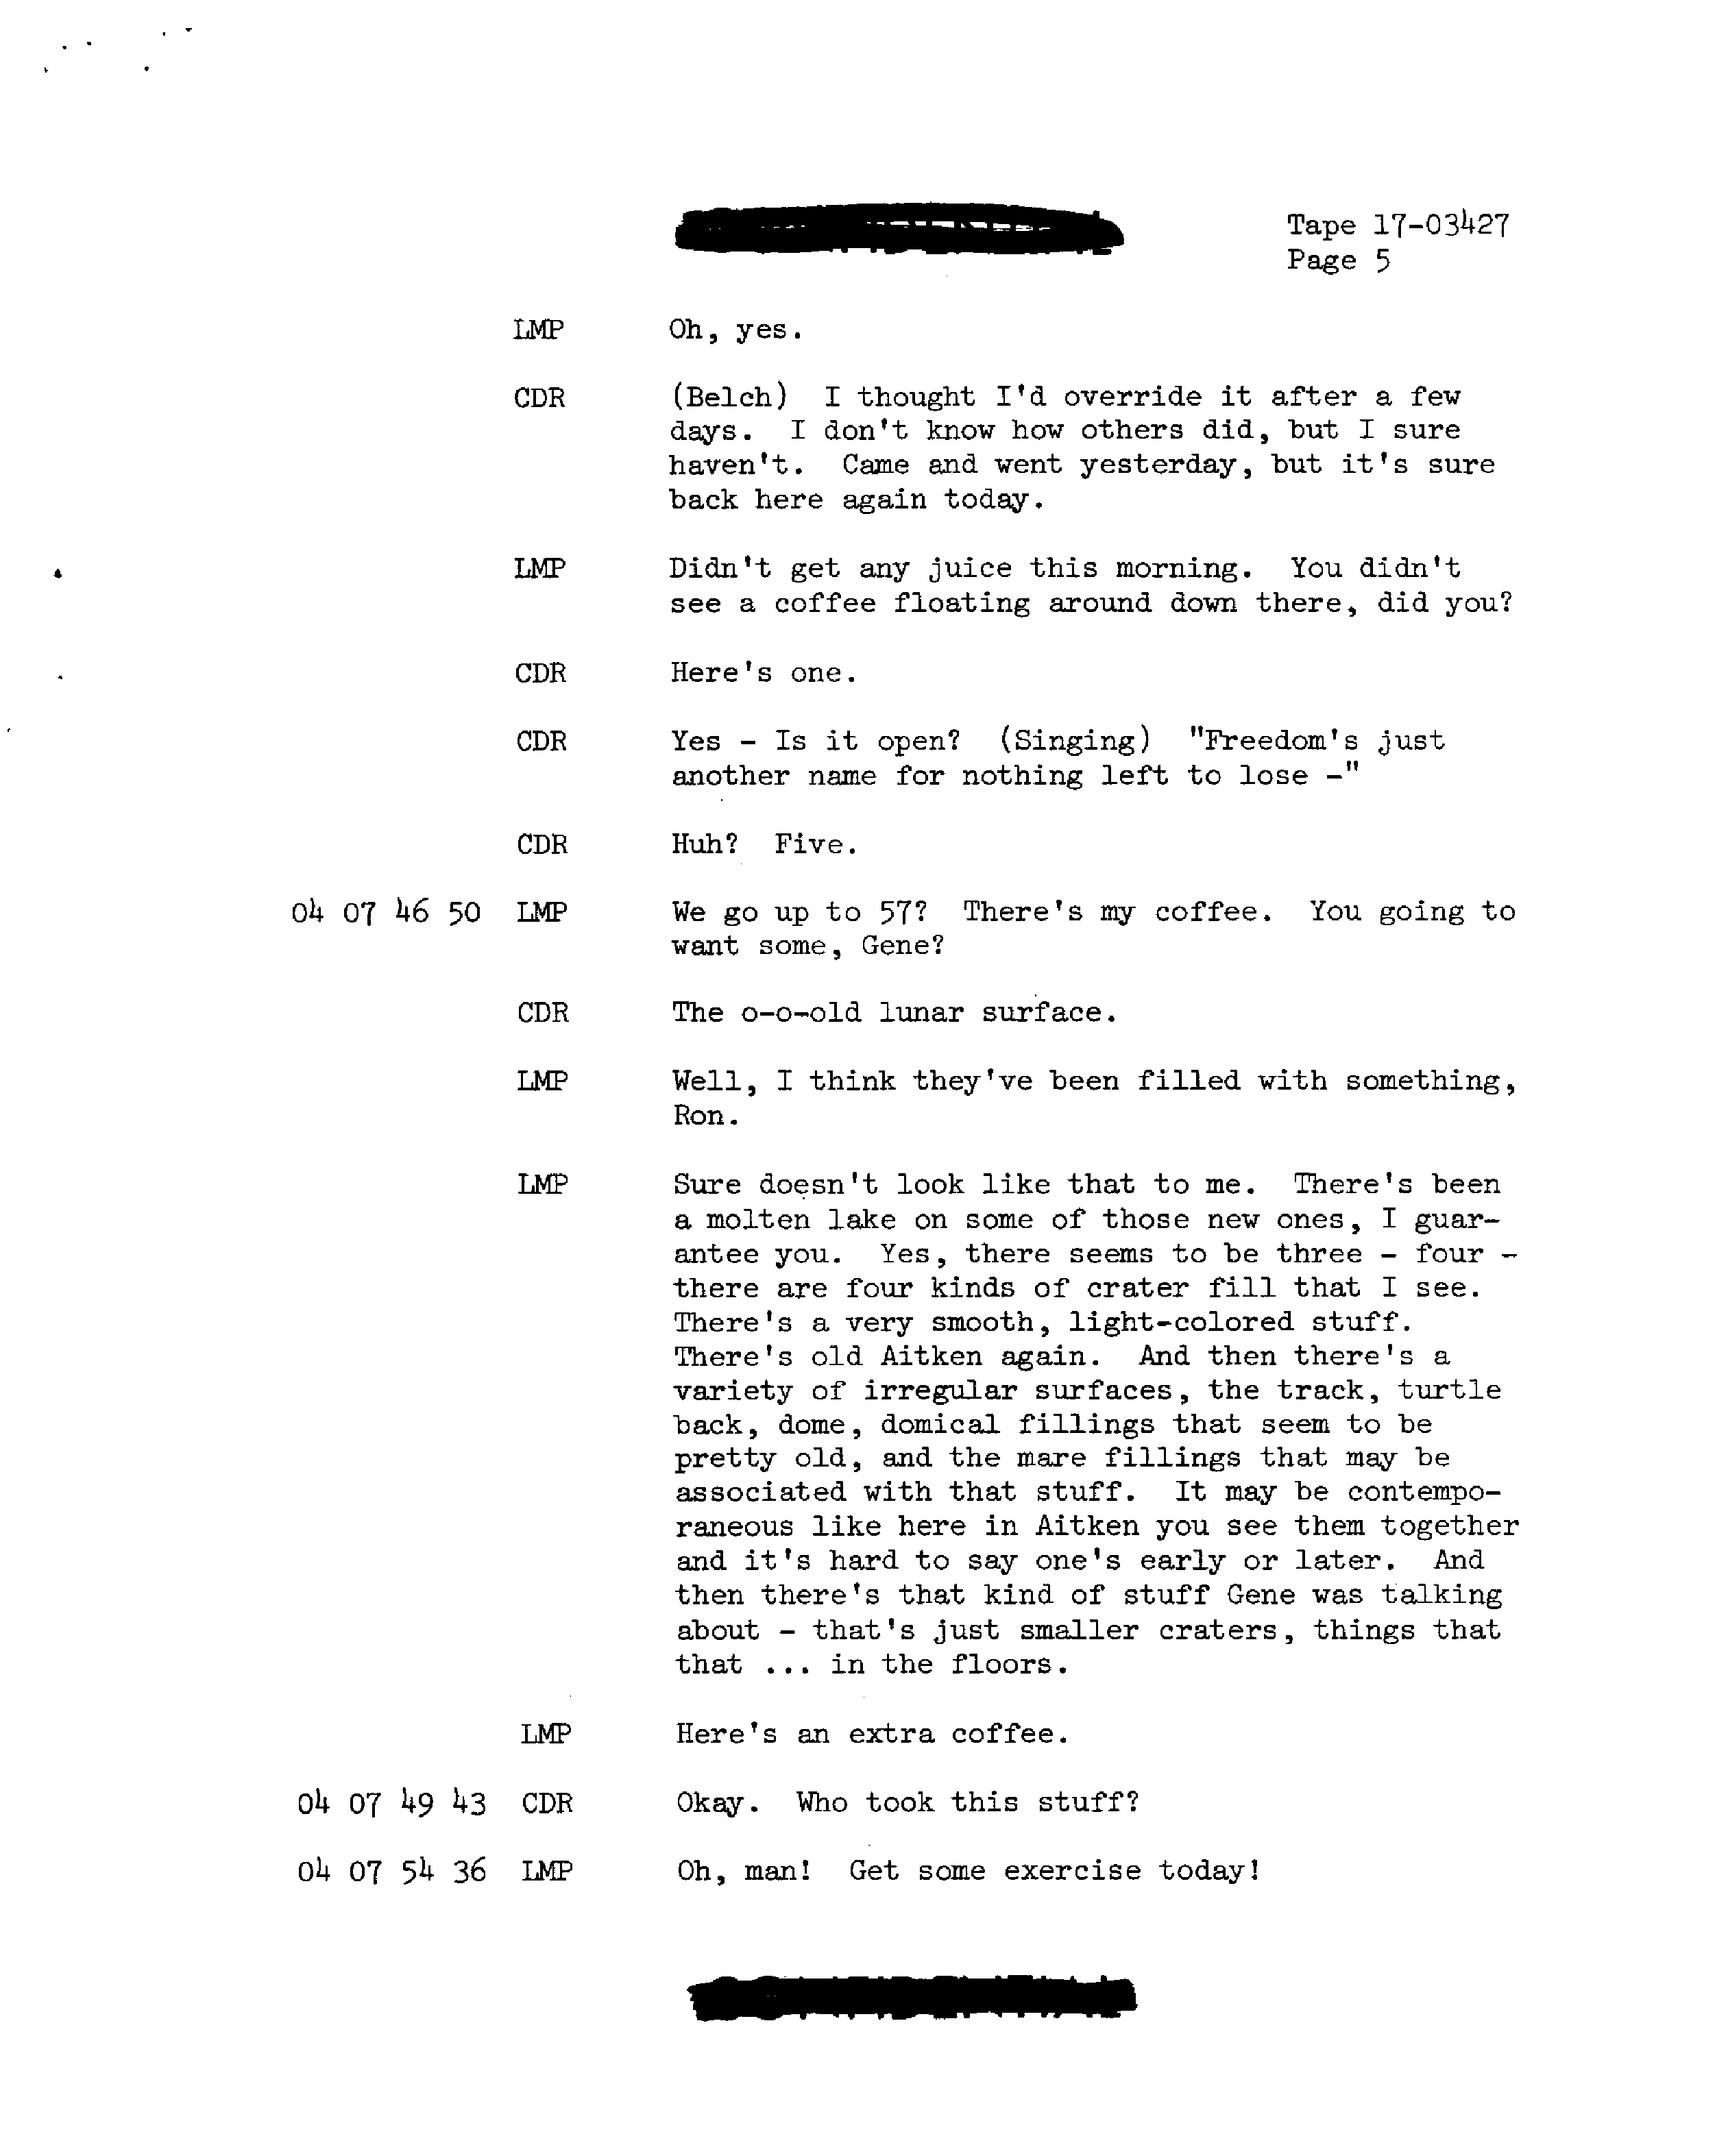 Tape 17-03427
Page 5
LMP Oh, yes.
CDR (Belch) I thought I'd override it after a few
days. I don't know how others did, but I sure
haven't. Came and went yesterday, but it's sure
back here again today.
LMP Didn't get any juice this morning. You didn't
see a coffee floating around down there, did you?
CDR Here's one.
CDR Yes - Is it open? (Singing) "Freedom's just
another name for nothing left to lose -"
CDR Huh? Five.
04 07 46 50 LMP We go up to 57? There's my coffee. You going to
want some, Gene?
CDR The o-o-old lunar surface.
LMP Well, I think they've been filled with something,
Ron.
LMP Sure doesn't look like that to me. There's been
a molten lake on some of those new ones, I guar-
antee you. Yes, there seems to be three - four -
there are four kinds of crater fill that I see.
There's a very smooth, light-colored stuff.
There's old Aitken again. And then there's a
variety of irregular surfaces, the track, turtle
back, dome, domical fillings that seem to be
pretty old, and the mare fillings that may be
associated with that stuff. It may be contempo-
raneous like here in Aitken you see them together
and it's hard to say one's early or later. And
then there's that kind of stuff Gene was talking
about - that's just smaller craters, things that
that ... in the floors.
LMP Here's an extra coffee.
04 07 49 43 CDR Okay. Who took this stuff?
04 07 54 36 LMP Oh, man! Get some exercise today!